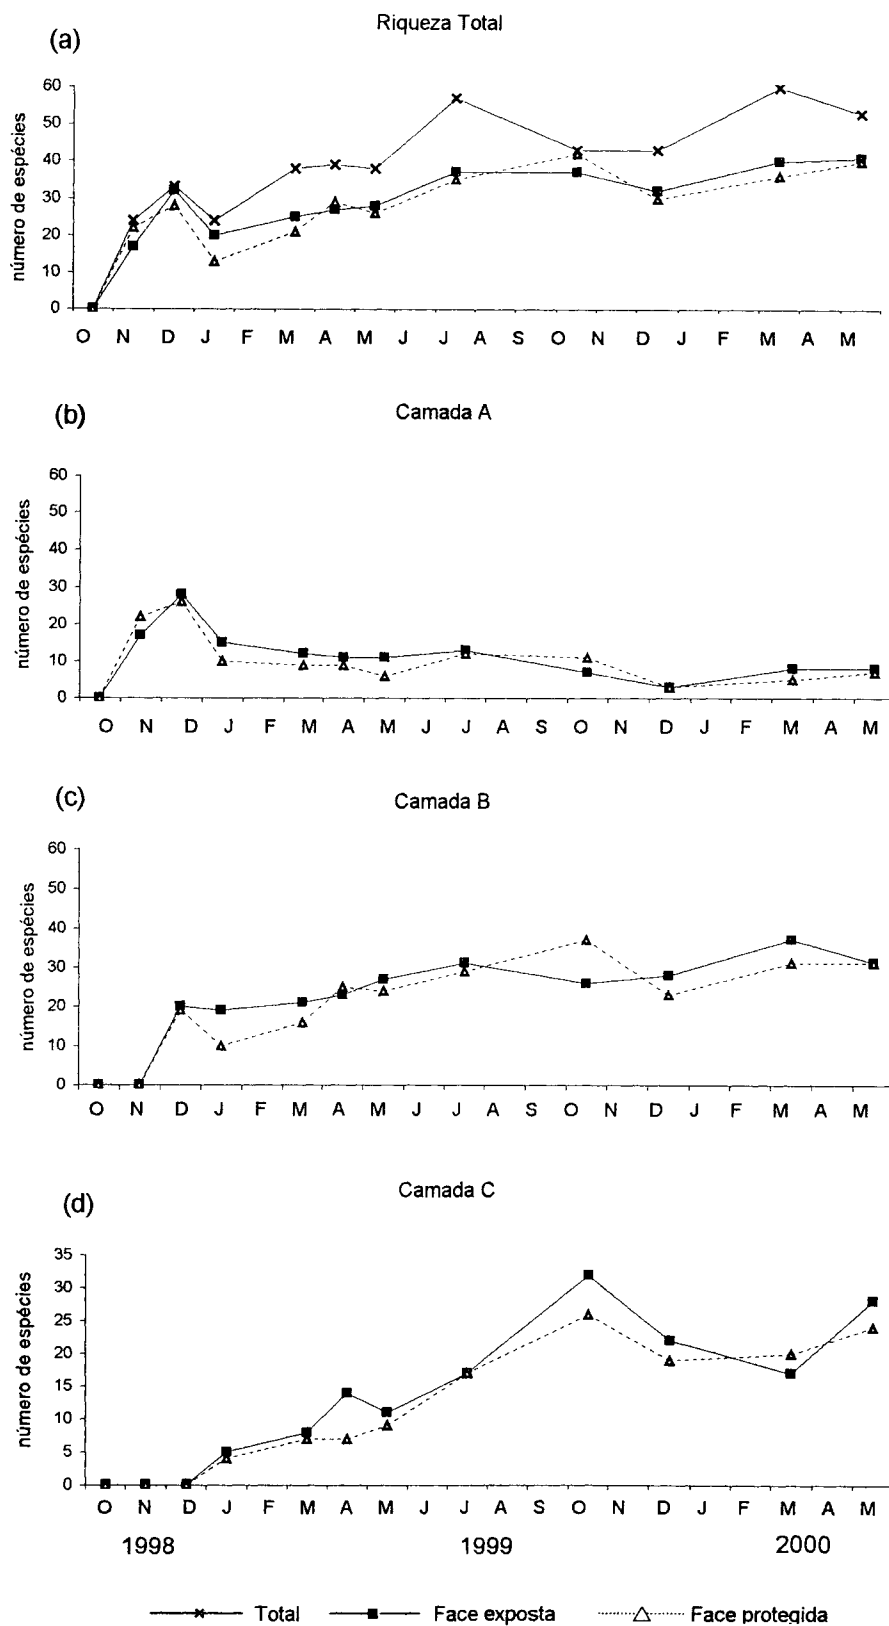 (a)
Riqueza Total
número de espécies
60
50
40
30
20
10
0
O N D J F M A M J J A S O N D J F M A M
(b)
Camada A
número de espécies
60
50
40
30
20
10
0
O N D J F M A M J J A S O N D J F M A M
(c)
Camada B
número de espécies
60
50
40
30
20
10
0
O N D J F M A M J J A S O N D J F M A M
(d)
Camada C
número de espécies
35
30
25
20
15
10
5
0
O N D J F M A M J J A S O N D J F M A M
1998 1999 2000
Total Face exposta Face protegida